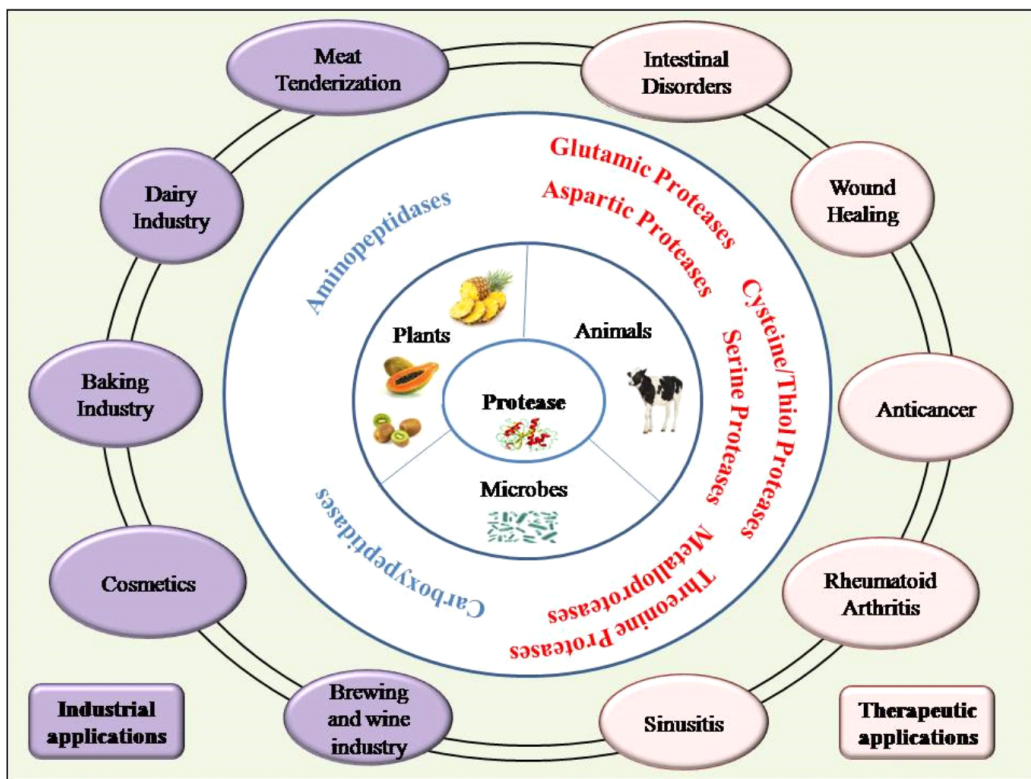 Meat
Tenderization
Intestinal
Disorders
Dairy
Industry
Wound
Healing
Glutamic Proteases
Aspartic Proteases
Aminopeptidases
Cysteine/Thiol Proteases
Serine Proteases
Plants
Animals
Baking
Industry
Protease
Anticancer
Microbes
Carboxypeptidases
Metalloproteases
Threonine Proteases
Cosmetics
Rheumatoid
Arthritis
Industrial
applications
Brewing
and wine
industry
Sinusitis
Therapeutic
applications